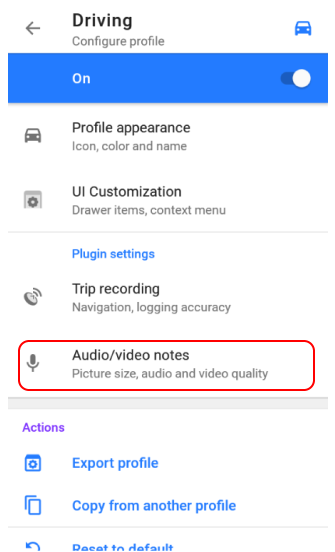 Driving
Configure profile
On
Profile appearance
Icon, color and name
UI Customization
Drawer items, context menu
Plugin settings
Trip recording
Navigation, logging accuracy
Audio/video notes
Picture size, audio and video quality
Actions
Export profile
Copy from another profile
Reset to default